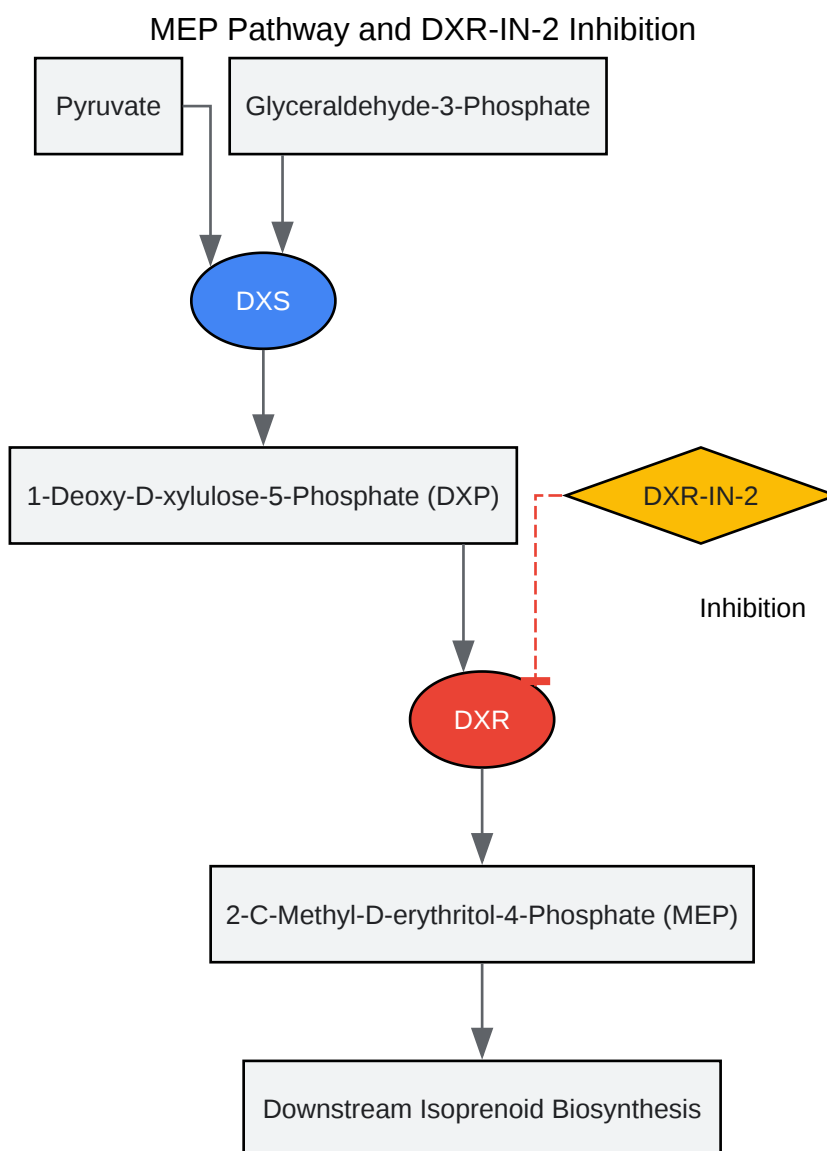 MEP Pathway and DXR-IN-2 Inhibition
Pyruvate
Glyceraldehyde-3-Phosphate
DXS
1-Deoxy-D-xylulose-5-Phosphate (DXP)
DXR-IN-2
Inhibition
DXR
2-C-Methyl-D-erythritol-4-Phosphate (MEP)
Downstream Isoprenoid Biosynthesis